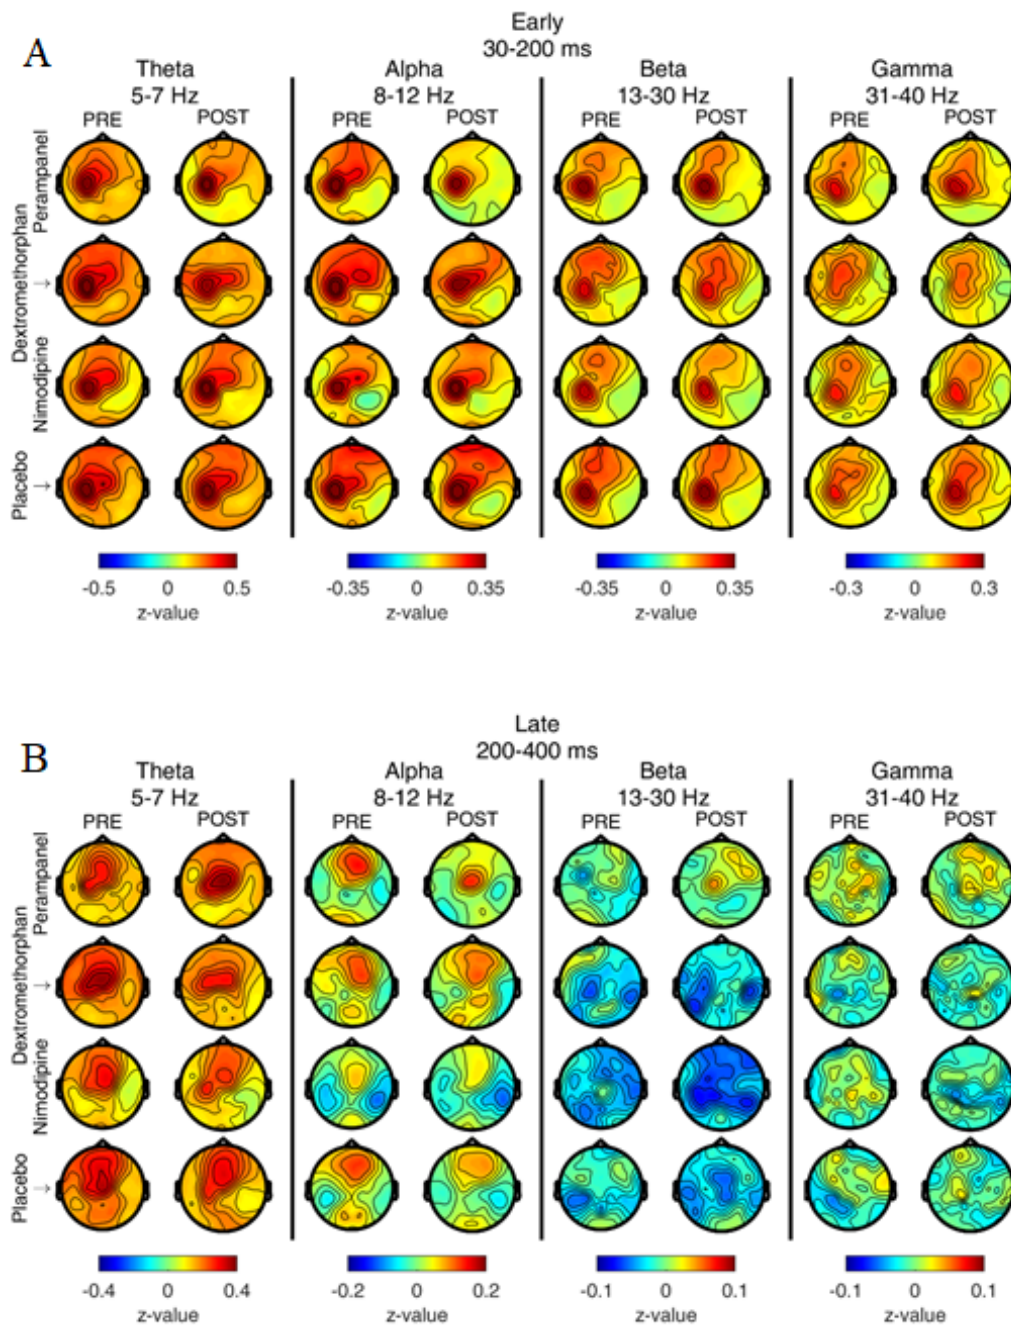 A
Early
30-200 ms
Theta
5-7 Hz
Alpha
8-12 Hz
Beta
13-30 Hz
Gamma
31-40 Hz
PRE POST PRE POST PRE POST PRE POST
Perampanel
Dextromethorphan
→
Nimodipine
Placebo
→
-0.5 0 0.5
z-value
-0.35 0 0.35
z-value
-0.35 0 0.35
z-value
-0.3 0 0.3
z-value
B
Late
200-400 ms
Theta
5-7 Hz
Alpha
8-12 Hz
Beta
13-30 Hz
Gamma
31-40 Hz
PRE POST PRE POST PRE POST PRE POST
Perampanel
Dextromethorphan
→
Nimodipine
Placebo
→
-0.4 0 0.4
z-value
-0.2 0 0.2
z-value
-0.1 0 0.1
z-value
-0.1 0 0.1
z-value